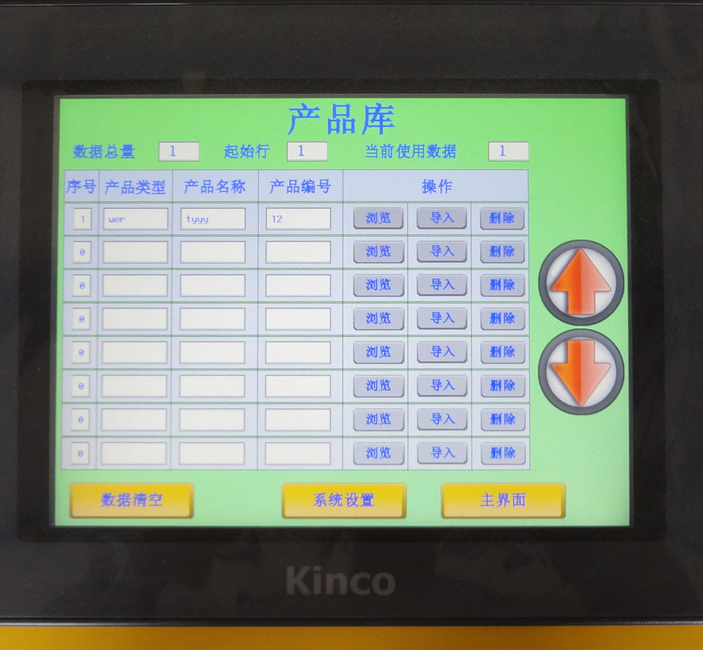 产品库
数据总量 1 起始行 1 当前使用数据 1
序号 产品类型 产品名称 产品编号 操作
1 wer tyyy 12 浏览 导入 删除
0 浏览 导入 删除
0 浏览 导入 删除
0 浏览 导入 删除
0 浏览 导入 删除
0 浏览 导入 删除
0 浏览 导入 删除
0 浏览 导入 删除
数据清空 系统设置 主界面
Kinco